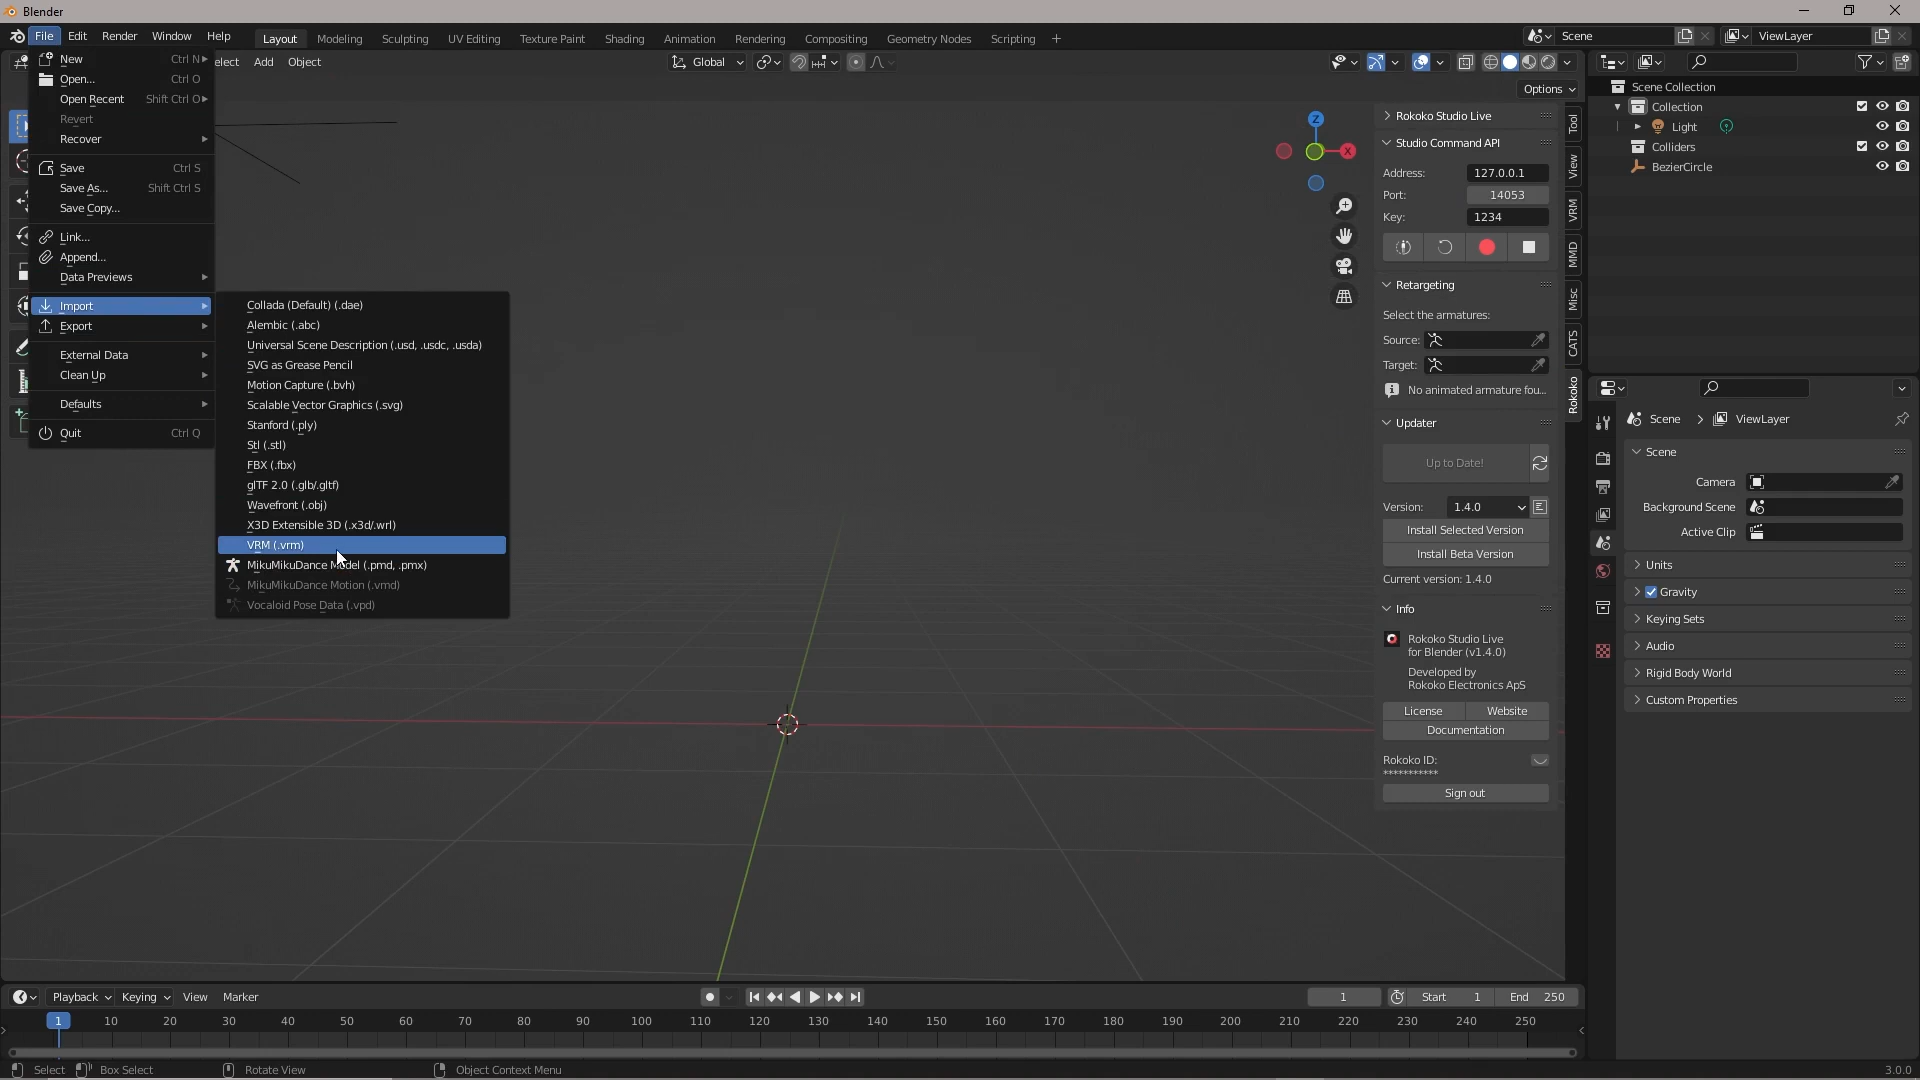 Blender
File Edit Render Window Help Layout Modeling Sculpting UV Editing Texture Paint Shading Animation Rendering Compositing Geometry Nodes Scripting + Scene ViewLayer
New Ctrl N
elect Add Object Global
Open... Ctrl O
Options
Scene Collection
Open Recent Shift Ctrl O
Collection
Revert
Rokoko Studio Live
Light
Recover
Studio Command API
Colliders
Save Ctrl S
Address: 127.0.0.1
BezierCircle
Save As... Shift Ctrl S
Port: 14053
Save Copy...
Key: 1234
Link...
Append...
Data Previews
Import
Export
External Data
Clean Up
Defaults
Quit Ctrl Q
Collada (Default) (.dae)
Alembic (.abc)
Universal Scene Description (.usd, .usdc, .usda)
SVG as Grease Pencil
Motion Capture (.bvh)
Scalable Vector Graphics (.svg)
Stanford (.ply)
Stl (.stl)
FBX (.fbx)
glTF 2.0 (.glb/.gltf)
Wavefront (.obj)
X3D Extensible 3D (.x3d/.wrl)
VRM (.vrm)
MikuMikuDance Model (.pmd, .pmx)
MikuMikuDance Motion (.vmd)
Vocaloid Pose Data (.vpd)
Z
X
Retargeting
Select the armatures:
Source:
Target:
No animated armature fou...
Updater
Up to Date!
Version: 1.4.0
Install Selected Version
Install Beta Version
Current version: 1.4.0
Info
Rokoko Studio Live
for Blender (v1.4.0)
Developed by
Rokoko Electronics ApS
License Website
Documentation
Rokoko ID:
***********
Sign out
Tool
View
VRM
MMD
Misc
CATS
Rokoko
Scene ViewLayer
Scene
Camera
Background Scene
Active Clip
Units
Gravity
Keying Sets
Audio
Rigid Body World
Custom Properties
Playback Keying View Marker 1 Start 1 End 250
1 10 20 30 40 50 60 70 80 90 100 110 120 130 140 150 160 170 180 190 200 210 220 230 240 250
Select Box Select Rotate View Object Context Menu 3.0.0